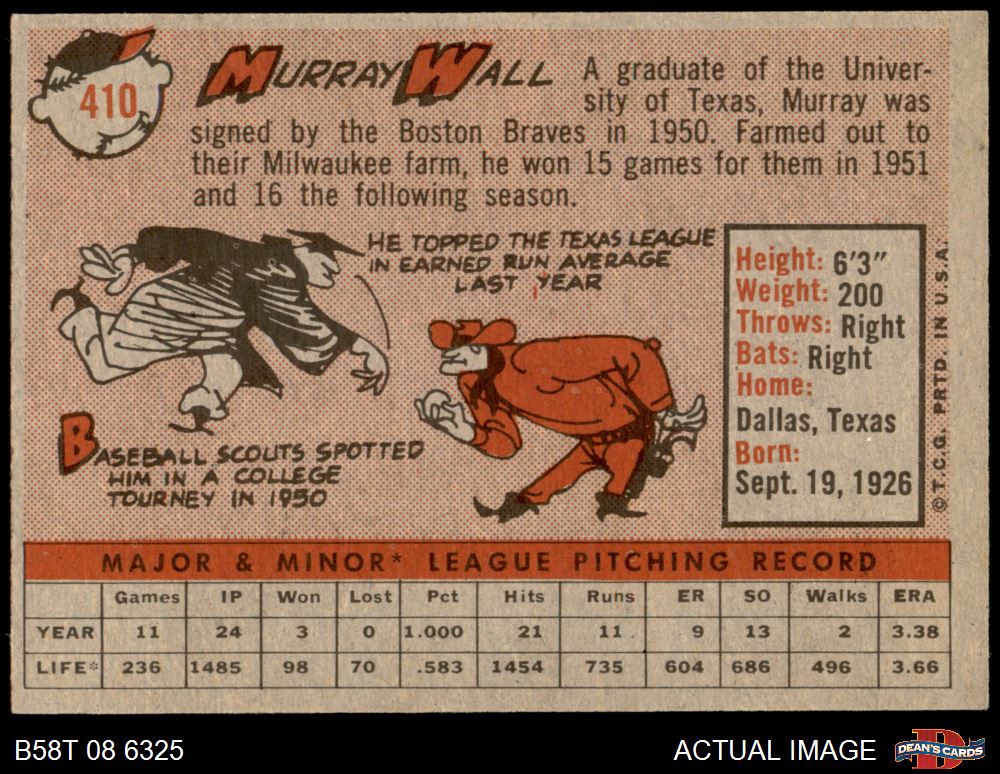 410
MURRAY WALL
A graduate of the Univer-
sity of Texas, Murray was
signed by the Boston Braves in 1950. Farmed out to
their Milwaukee farm, he won 15 games for them in 1951
and 16 the following season.
HE TOPPED THE TEXAS LEAGUE
IN EARNED RUN AVERAGE
LAST YEAR
BASEBALL SCOUTS SPOTTED
HIM IN A COLLEGE
TOURNEY IN 1950
Height: 6'3"
Weight: 200
Throws: Right
Bats: Right
Home:
Dallas, Texas
Born:
Sept. 19, 1926
© T.C.G. PRTD. IN U.S.A.
MAJOR & MINOR* LEAGUE PITCHING RECORD
Games IP Won Lost Pct Hits Runs ER SO Walks ERA
YEAR 11 24 3 0 1.000 21 11 9 13 2 3.38
LIFE* 236 1485 98 70 .583 1454 735 604 686 496 3.66
B58T 08 6325
ACTUAL IMAGE
D
DEAN'S CARDS